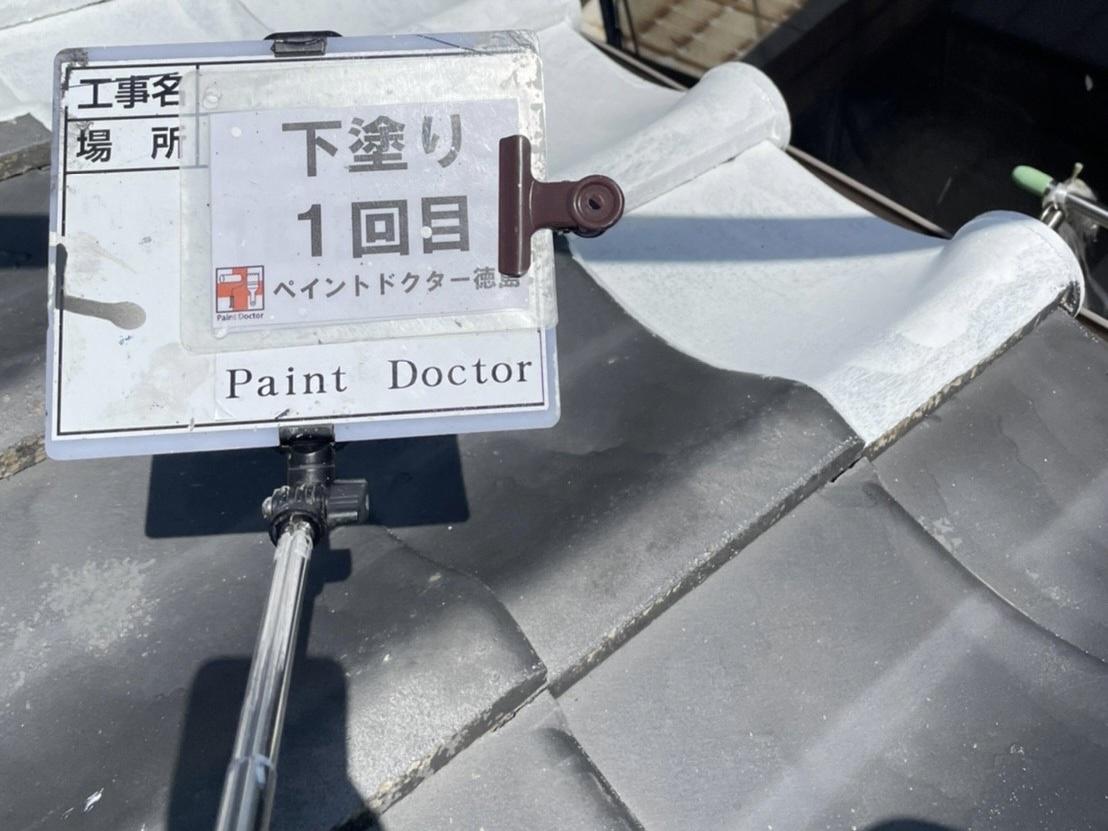 工事名
場 所
下塗り
1回目
ペイントドクター徳島
Paint Doctor
Paint Doctor